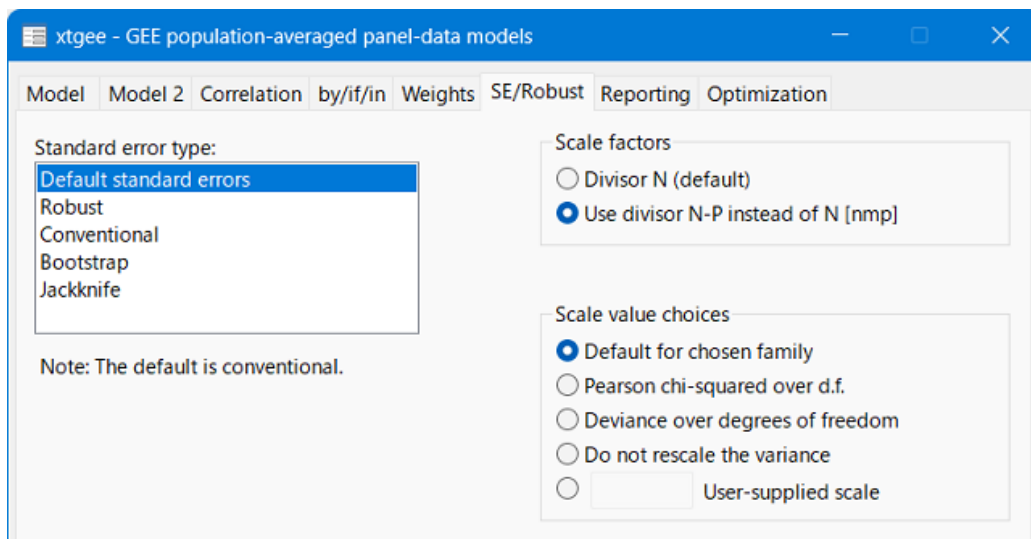 xtgee - GEE population-averaged panel-data models
Model Model 2 Correlation by/if/in Weights SE/Robust Reporting Optimization
Standard error type:
Default standard errors
Robust
Conventional
Bootstrap
Jackknife
Note: The default is conventional.
Scale factors
Divisor N (default)
Use divisor N-P instead of N [nmp]
Scale value choices
Default for chosen family
Pearson chi-squared over d.f.
Deviance over degrees of freedom
Do not rescale the variance
User-supplied scale